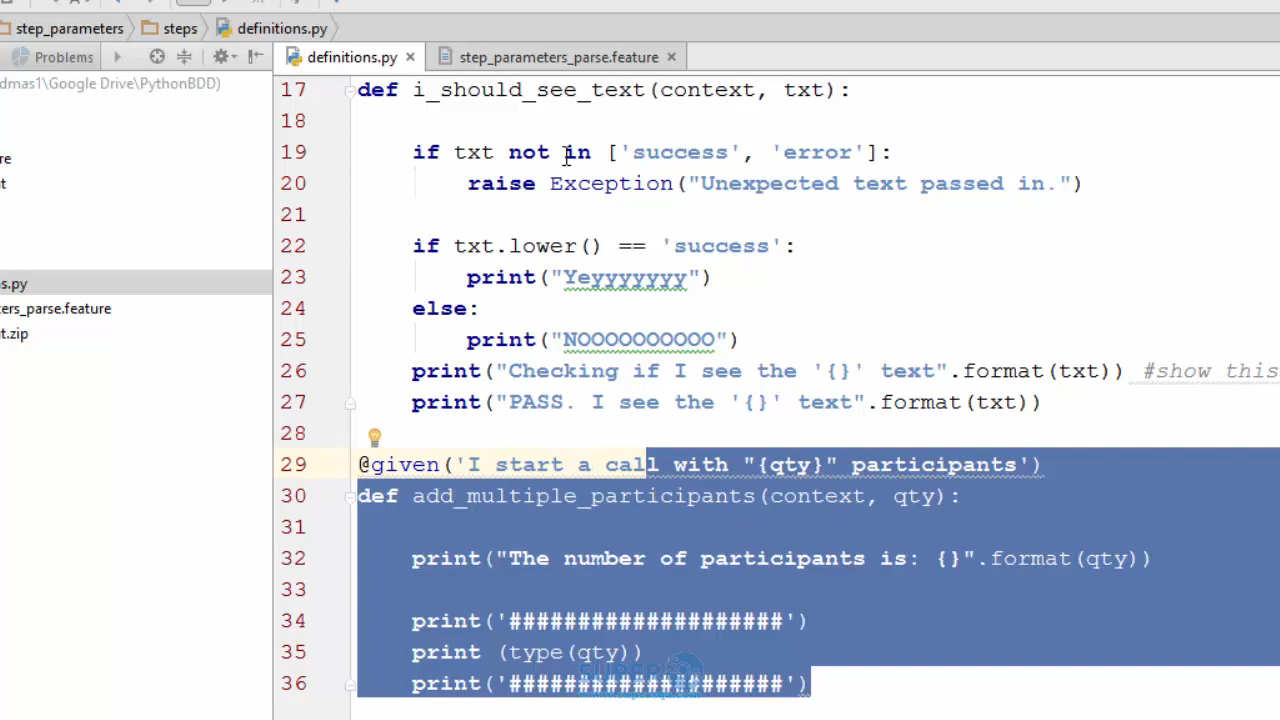 step_parameters steps definitions.py
Problems definitions.py step_parameters_parse.feature
dmas1\Google Drive\PythonBDD)
17 def i_should_see_text(context, txt):
18
19 if txt not in ['success', 'error']:
20 raise Exception("Unexpected text passed in.")
21
22 if txt.lower() == 'success':
23 print("Yeyyyyyyy")
24 else:
25 print("NOOOOOOOOOO")
26 print("Checking if I see the '{}' text".format(txt)) #show this
27 print("PASS. I see the '{}' text".format(txt))
28
29 @given('I start a call with "{qty}" participants')
30 def add_multiple_participants(context, qty):
31
32 print("The number of participants is: {}".format(qty))
33
34 print('####################')
35 print (type(qty))
36 print('####################')
re
t
s.py
ers_parse.feature
t.zip